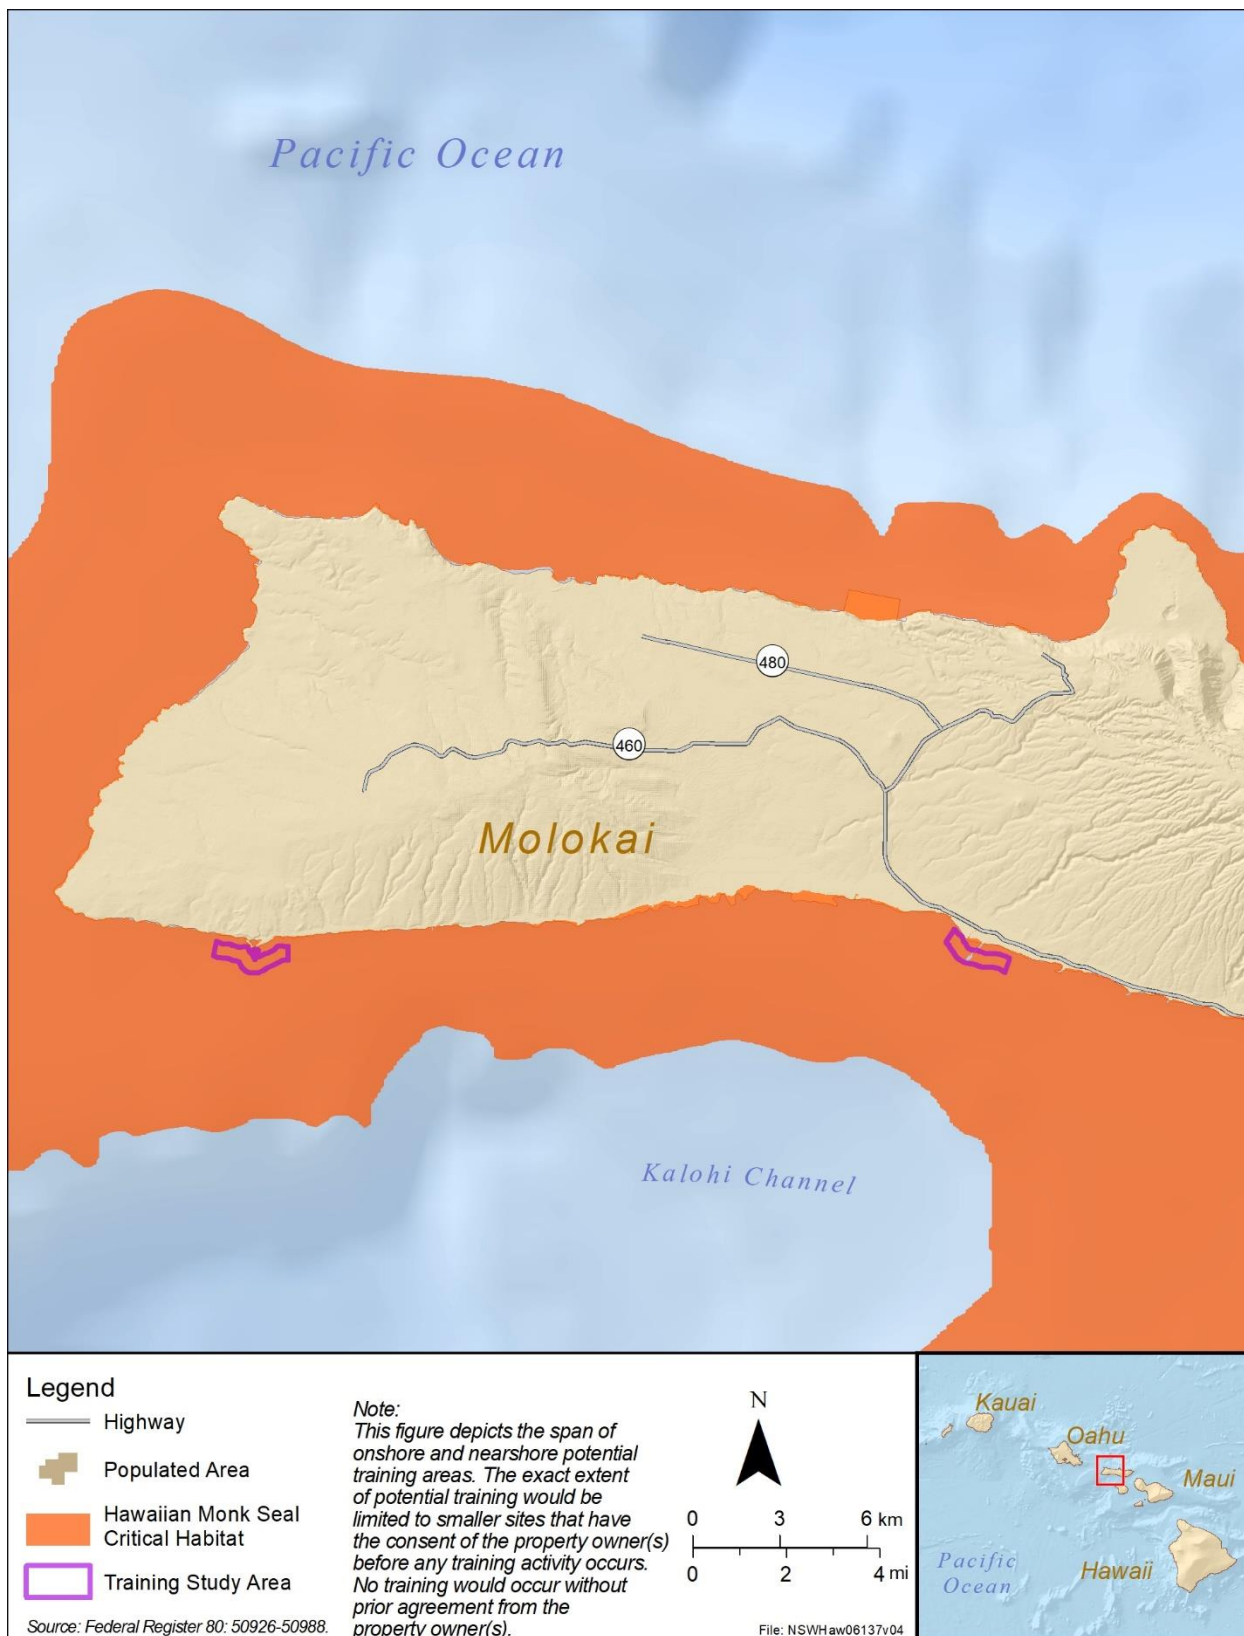 Pacific Ocean
480
460
Molokai
Kalohi Channel
Legend
Highway
Populated Area
Hawaiian Monk Seal
Critical Habitat
Training Study Area
Source: Federal Register 80: 50926-50988.
Note:
This figure depicts the span of
onshore and nearshore potential
training areas. The exact extent
of potential training would be
limited to smaller sites that have
the consent of the property owner(s)
before any training activity occurs.
No training would occur without
prior agreement from the
property owner(s).
N
0 3 6 km
0 2 4 mi
File: NSWHaw06137v04
Kauai
Oahu
Maui
Hawaii
Pacific
Ocean